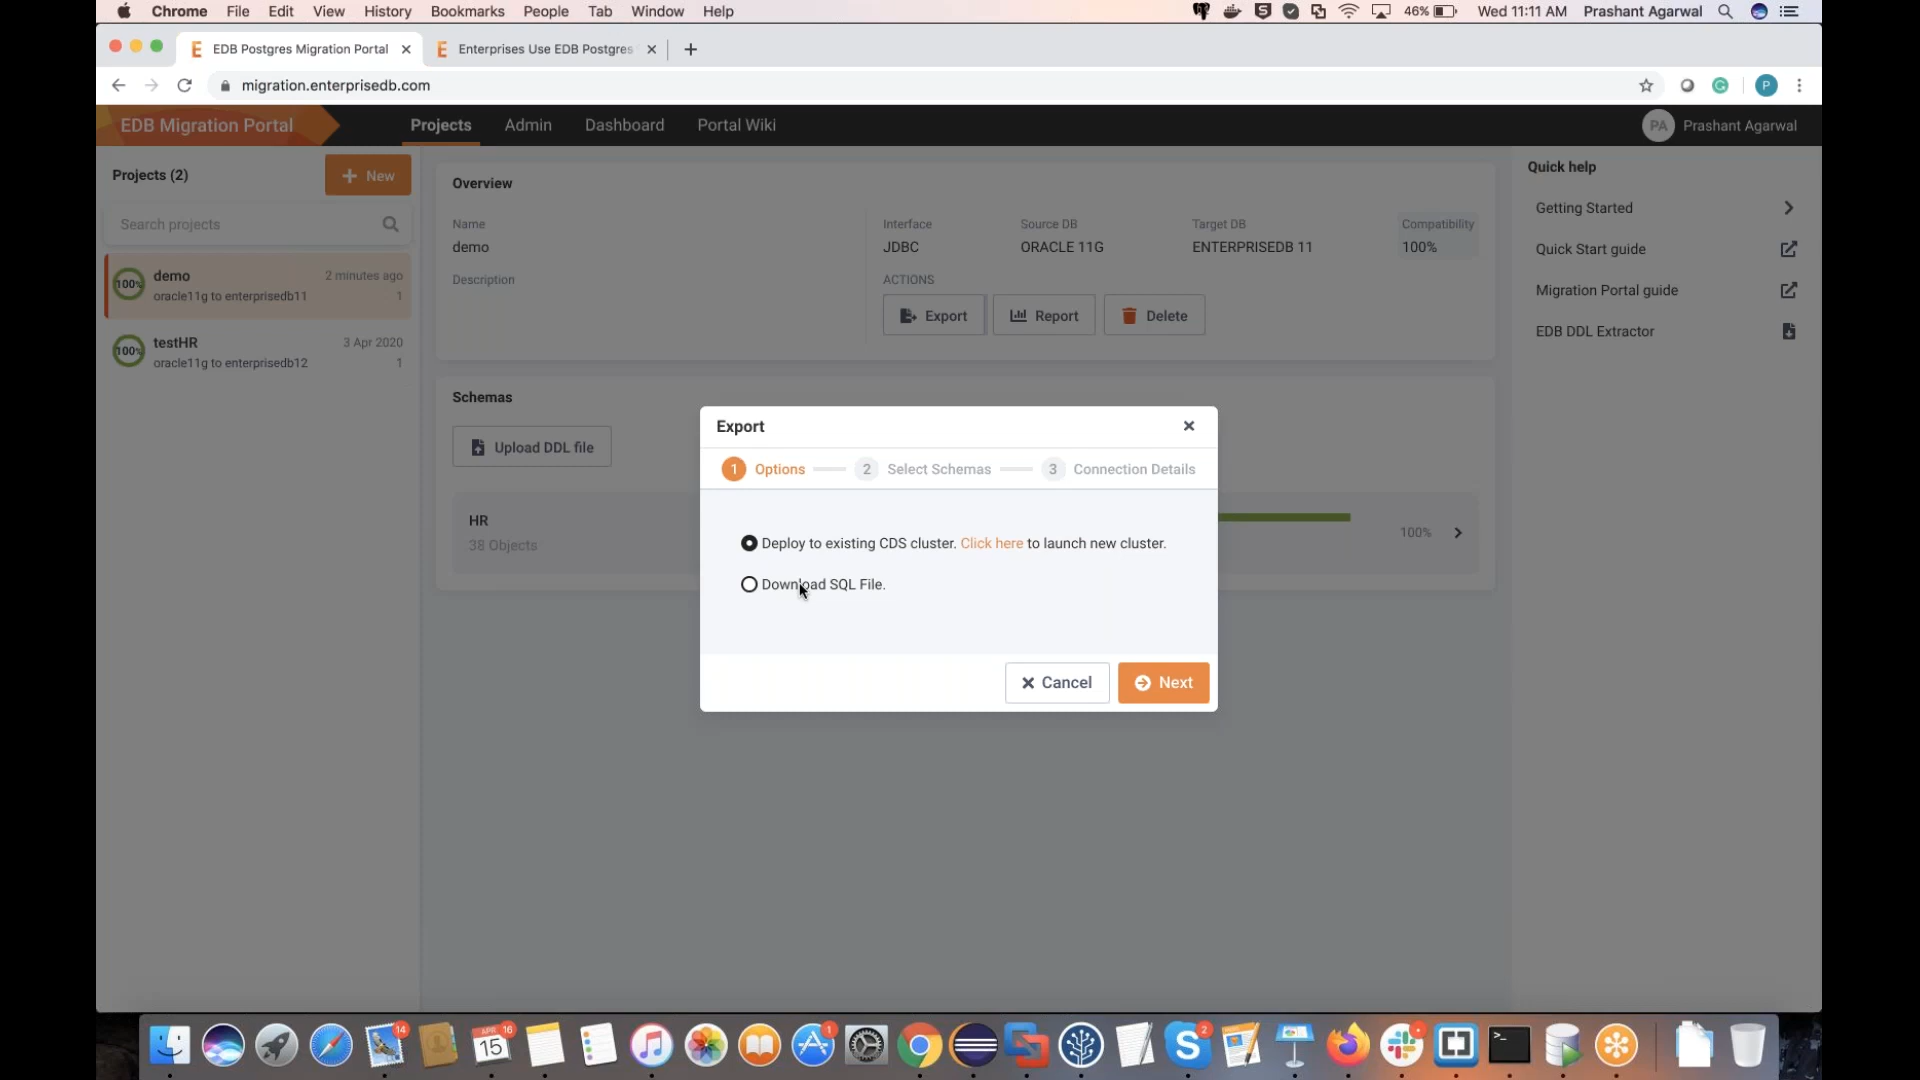 Chrome File Edit View History Bookmarks People Tab Window Help 46% Wed 11:11 AM Prashant Agarwal
EDB Postgres Migration Portal Enterprises Use EDB Postgres
migration.enterprisedb.com P
EDB Migration Portal Projects Admin Dashboard Portal Wiki PA Prashant Agarwal
Projects (2) New
Search projects
100% demo 2 minutes ago
oracle11g to enterprisedb11 1
100% testHR 3 Apr 2020
oracle11g to enterprisedb12 1
Overview
Name
demo
Description
Interface Source DB Target DB Compatibility
JDBC ORACLE 11G ENTERPRISEDB 11 100%
ACTIONS
Export Report Delete
Schemas
Upload DDL file
HR
38 Objects
100%
Export
1 Options 2 Select Schemas 3 Connection Details
Deploy to existing CDS cluster. Click here to launch new cluster.
Download SQL File.
Cancel Next
Quick help
Getting Started
Quick Start guide
Migration Portal guide
EDB DDL Extractor
14 APR 15 16 1 2